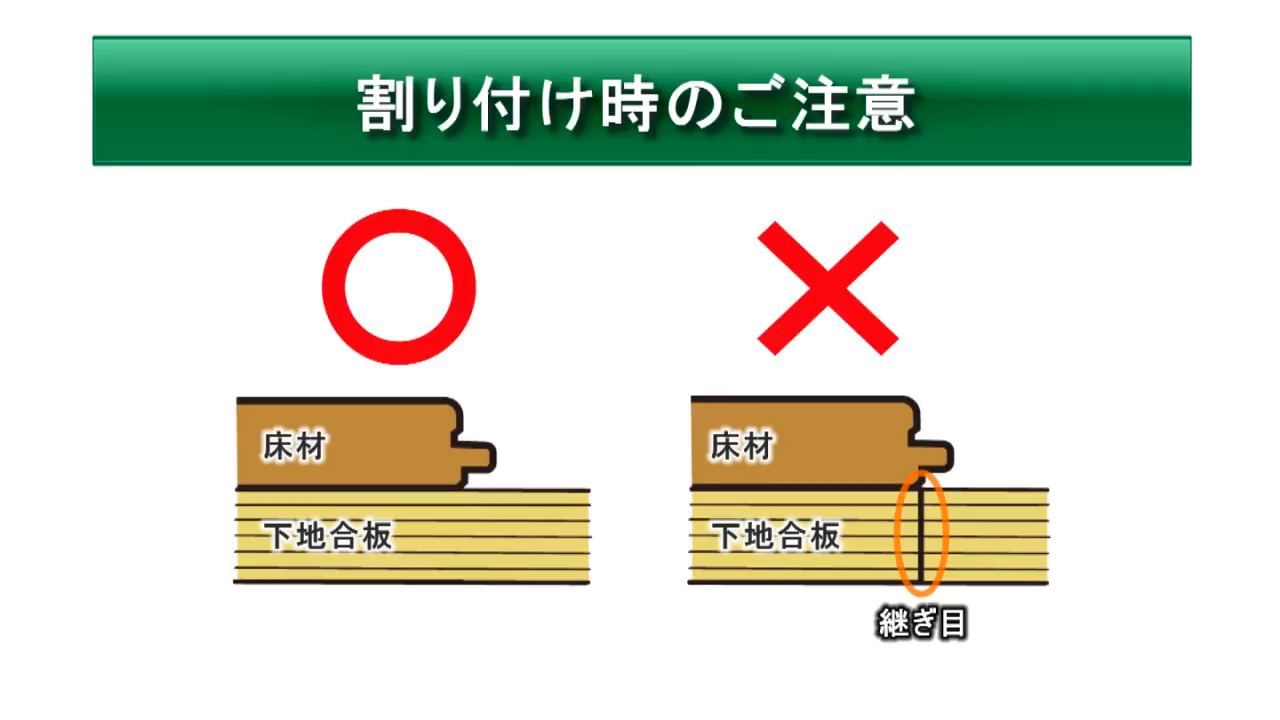 割り付け時のご注意
床材
床材
下地合板
下地合板
継ぎ目